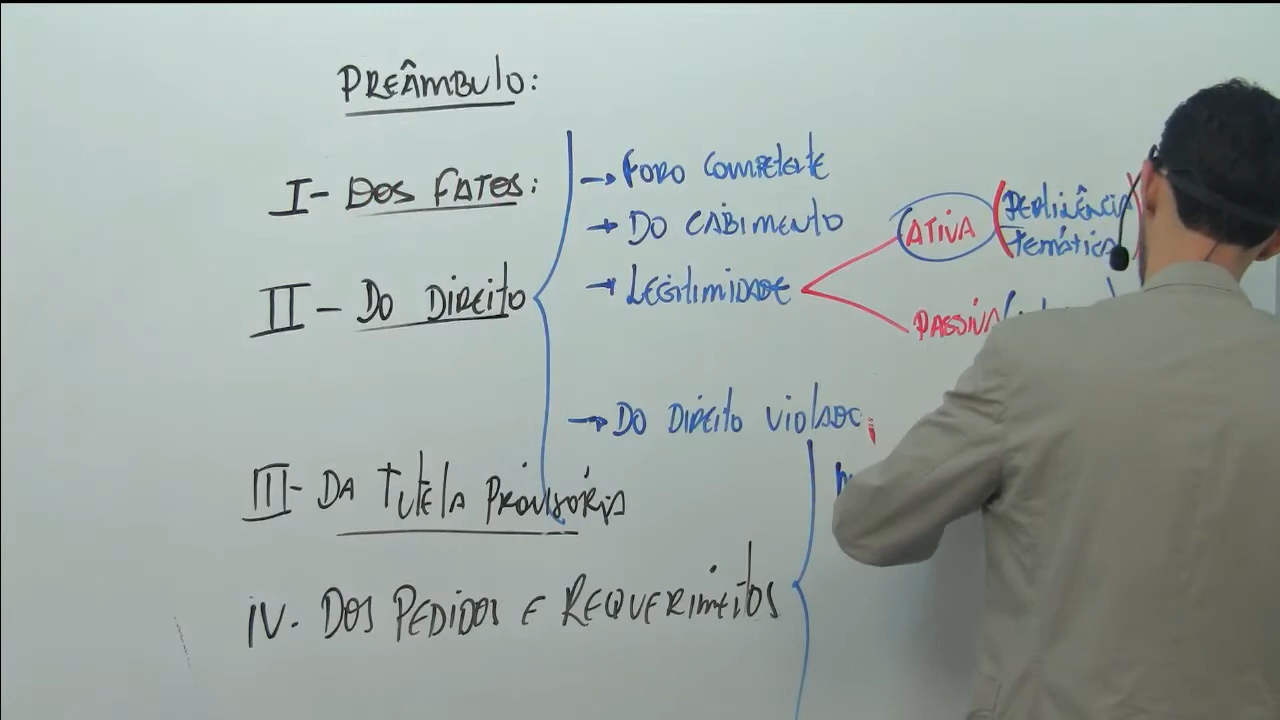 PREÂMBULO:
I- DOS FATOS:
II - DO DIREITO
→ FORO COMPETENTE
→ DO CABIMENTO
→ LEGITIMIDADE
ATIVA (PERTINÊNCIA
TEMÁTICA)
PASSIVA (
→ DO DIREITO VIOLADO:
III- DA TUTELA PROVISÓRIA
IV. DOS PEDIDOS E REQUERIMENTOS